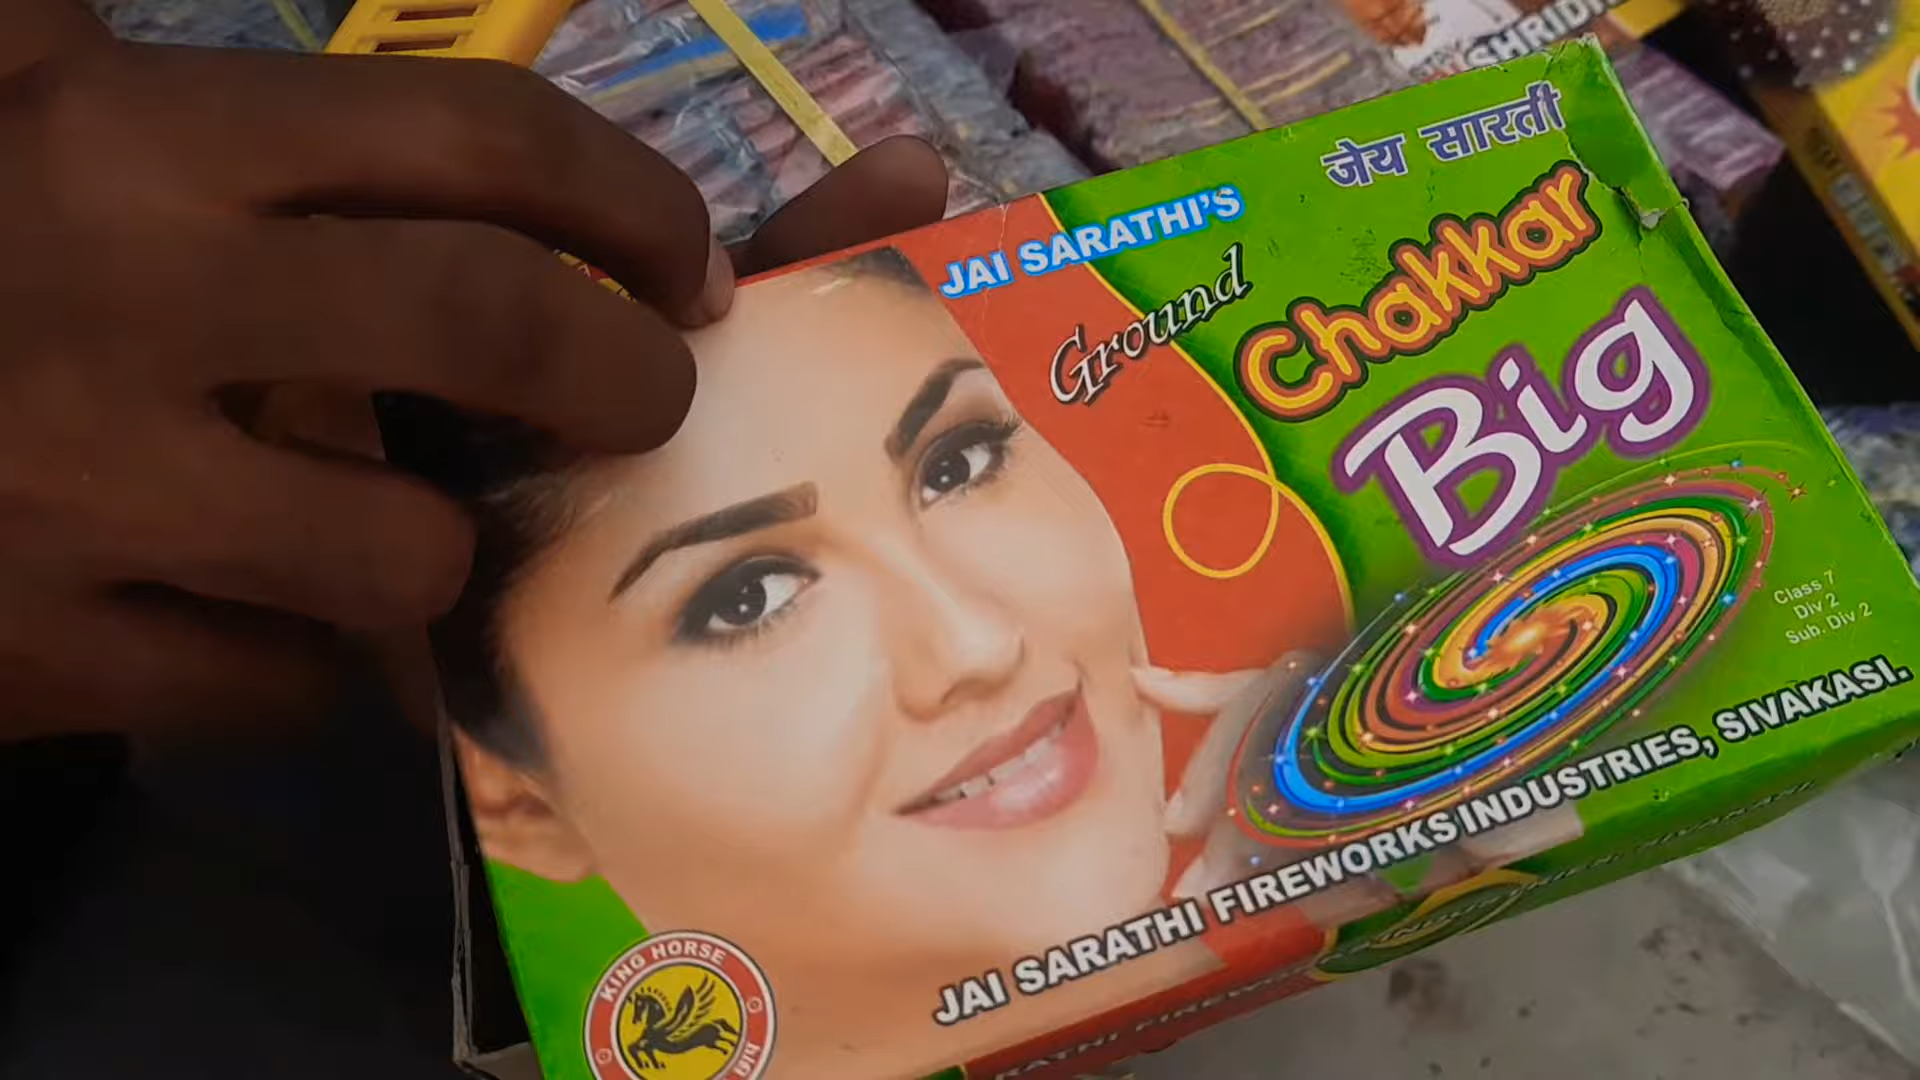 SHRIDH
जेय सारती
JAI SARATHI'S
Ground
Chakkar
Big
Class 7
Div 2
Sub. Div 2
JAI SARATHI FIREWORKS INDUSTRIES, SIVAKASI.
KING HORSE